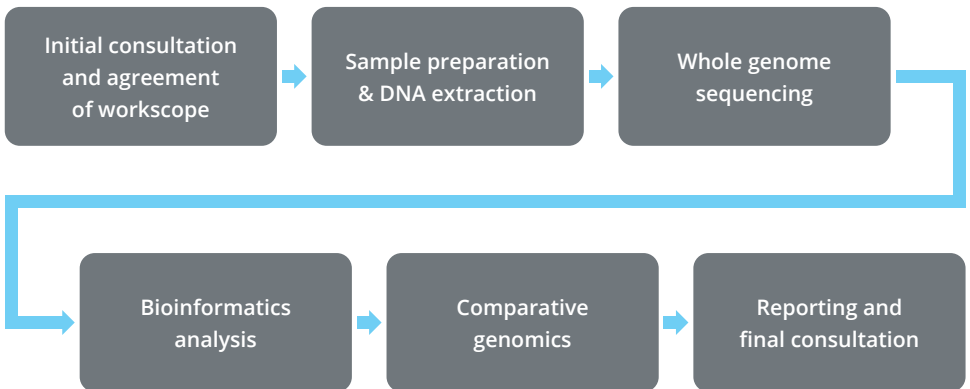 Initial consultation
and agreement
of workscope
Sample preparation
& DNA extraction
Whole genome
sequencing
Bioinformatics
analysis
Comparative
genomics
Reporting and
final consultation